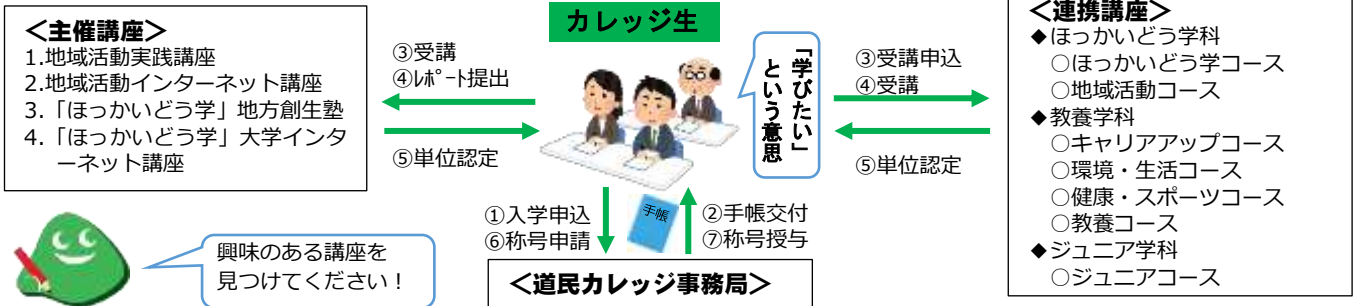 ＜主催講座＞
1.地域活動実践講座
2.地域活動インターネット講座
3.「ほっかいどう学」地方創生塾
4.「ほっかいどう学」大学インタ
ーネット講座
③受講
④ﾚﾎﾟｰﾄ提出
⑤単位認定
カレッジ生
「学びたい」
という意思
③受講申込
④受講
⑤単位認定
＜連携講座＞
◆ほっかいどう学科
○ほっかいどう学コース
○地域活動コース
◆教養学科
○キャリアアップコース
○環境・生活コース
○健康・スポーツコース
○教養コース
◆ジュニア学科
○ジュニアコース
①入学申込
⑥称号申請
手帳
②手帳交付
⑦称号授与
＜道民カレッジ事務局＞
興味のある講座を
見つけてください！